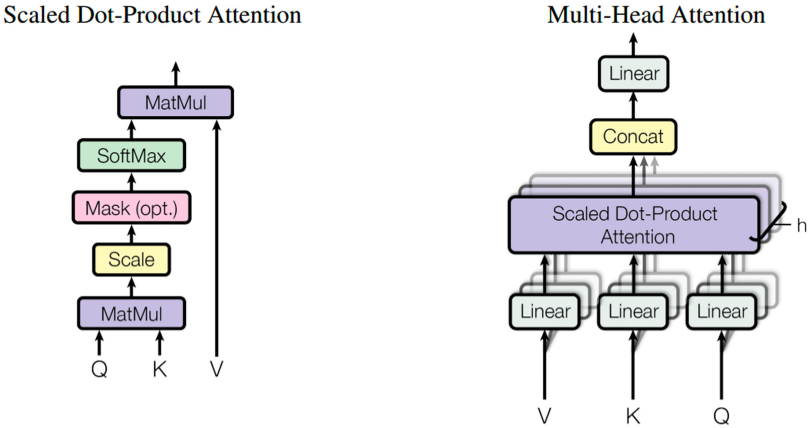 Scaled Dot-Product Attention
MatMul
SoftMax
Mask (opt.)
Scale
MatMul
Q K V
Multi-Head Attention
Linear
Concat
Scaled Dot-Product
Attention
h
Linear Linear Linear
V K Q